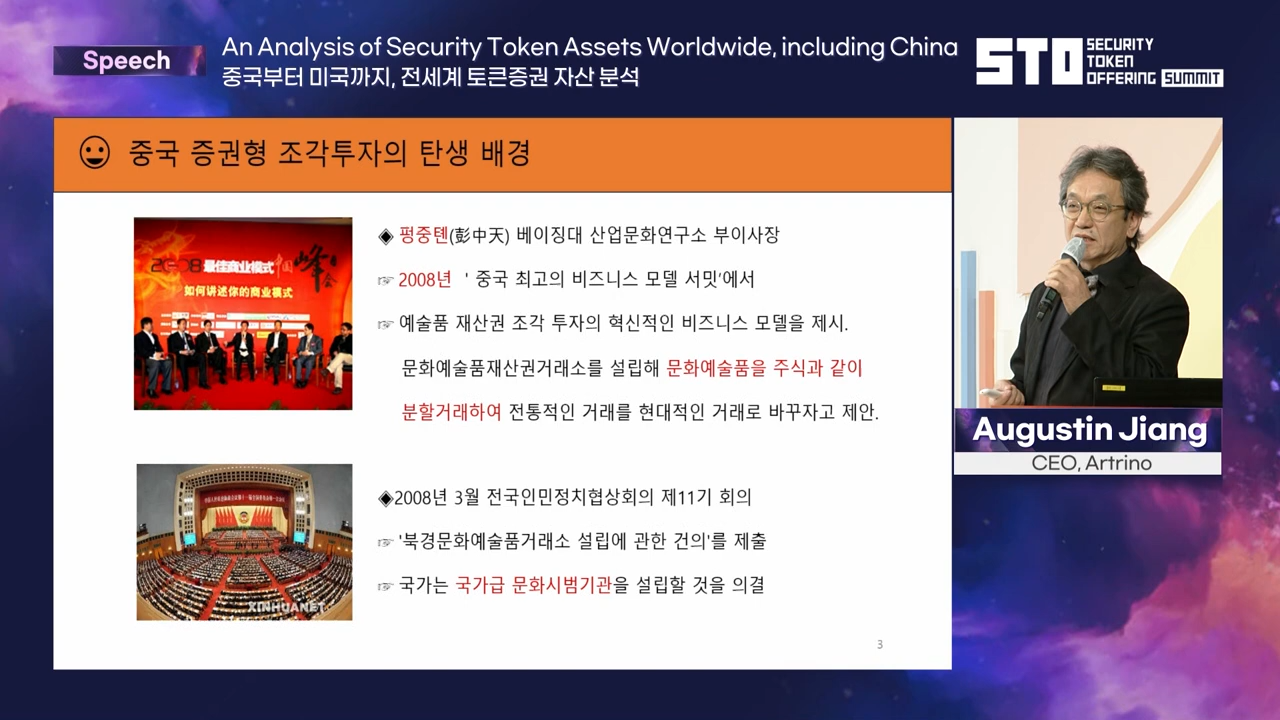 Speech
An Analysis of Security Token Assets Worldwide, including China
중국부터 미국까지, 전세계 토큰증권 자산 분석
STO
SECURITY
TOKEN
OFFERING SUMMIT
중국 증권형 조각투자의 탄생 배경
2008 最佳商业模式中国峰会
如何讲述你的商业模式
◈ 펑중톈(彭中天) 베이징대 산업문화연구소 부이사장
☞ 2008년 ' 중국 최고의 비즈니스 모델 서밋'에서
☞ 예술품 재산권 조각 투자의 혁신적인 비즈니스 모델을 제시.
문화예술품재산권거래소를 설립해 문화예술품을 주식과 같이
분할거래하여 전통적인 거래를 현대적인 거래로 바꾸자고 제안.
XINHUANET
◈2008년 3월 전국인민정치협상회의 제11기 회의
☞ '북경문화예술품거래소 설립에 관한 건의'를 제출
☞ 국가는 국가급 문화시범기관을 설립할 것을 의결
3
Augustin Jiang
CEO, Artrino